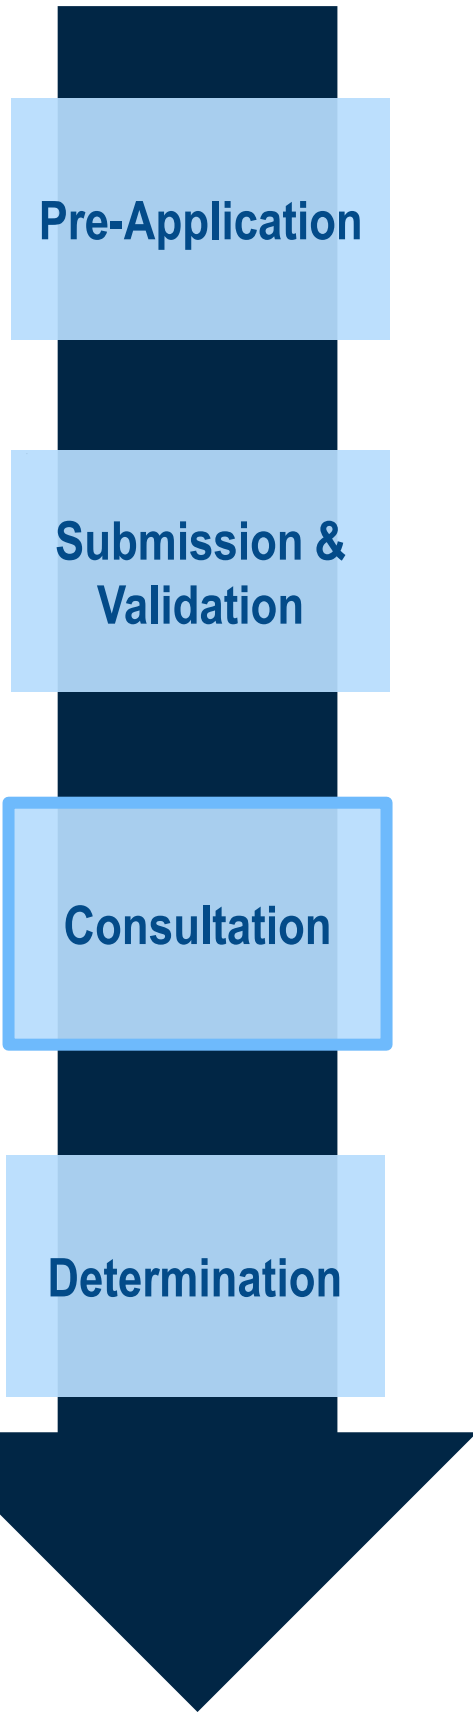 Pre-Application
Submission &
Validation
Consultation
Determination